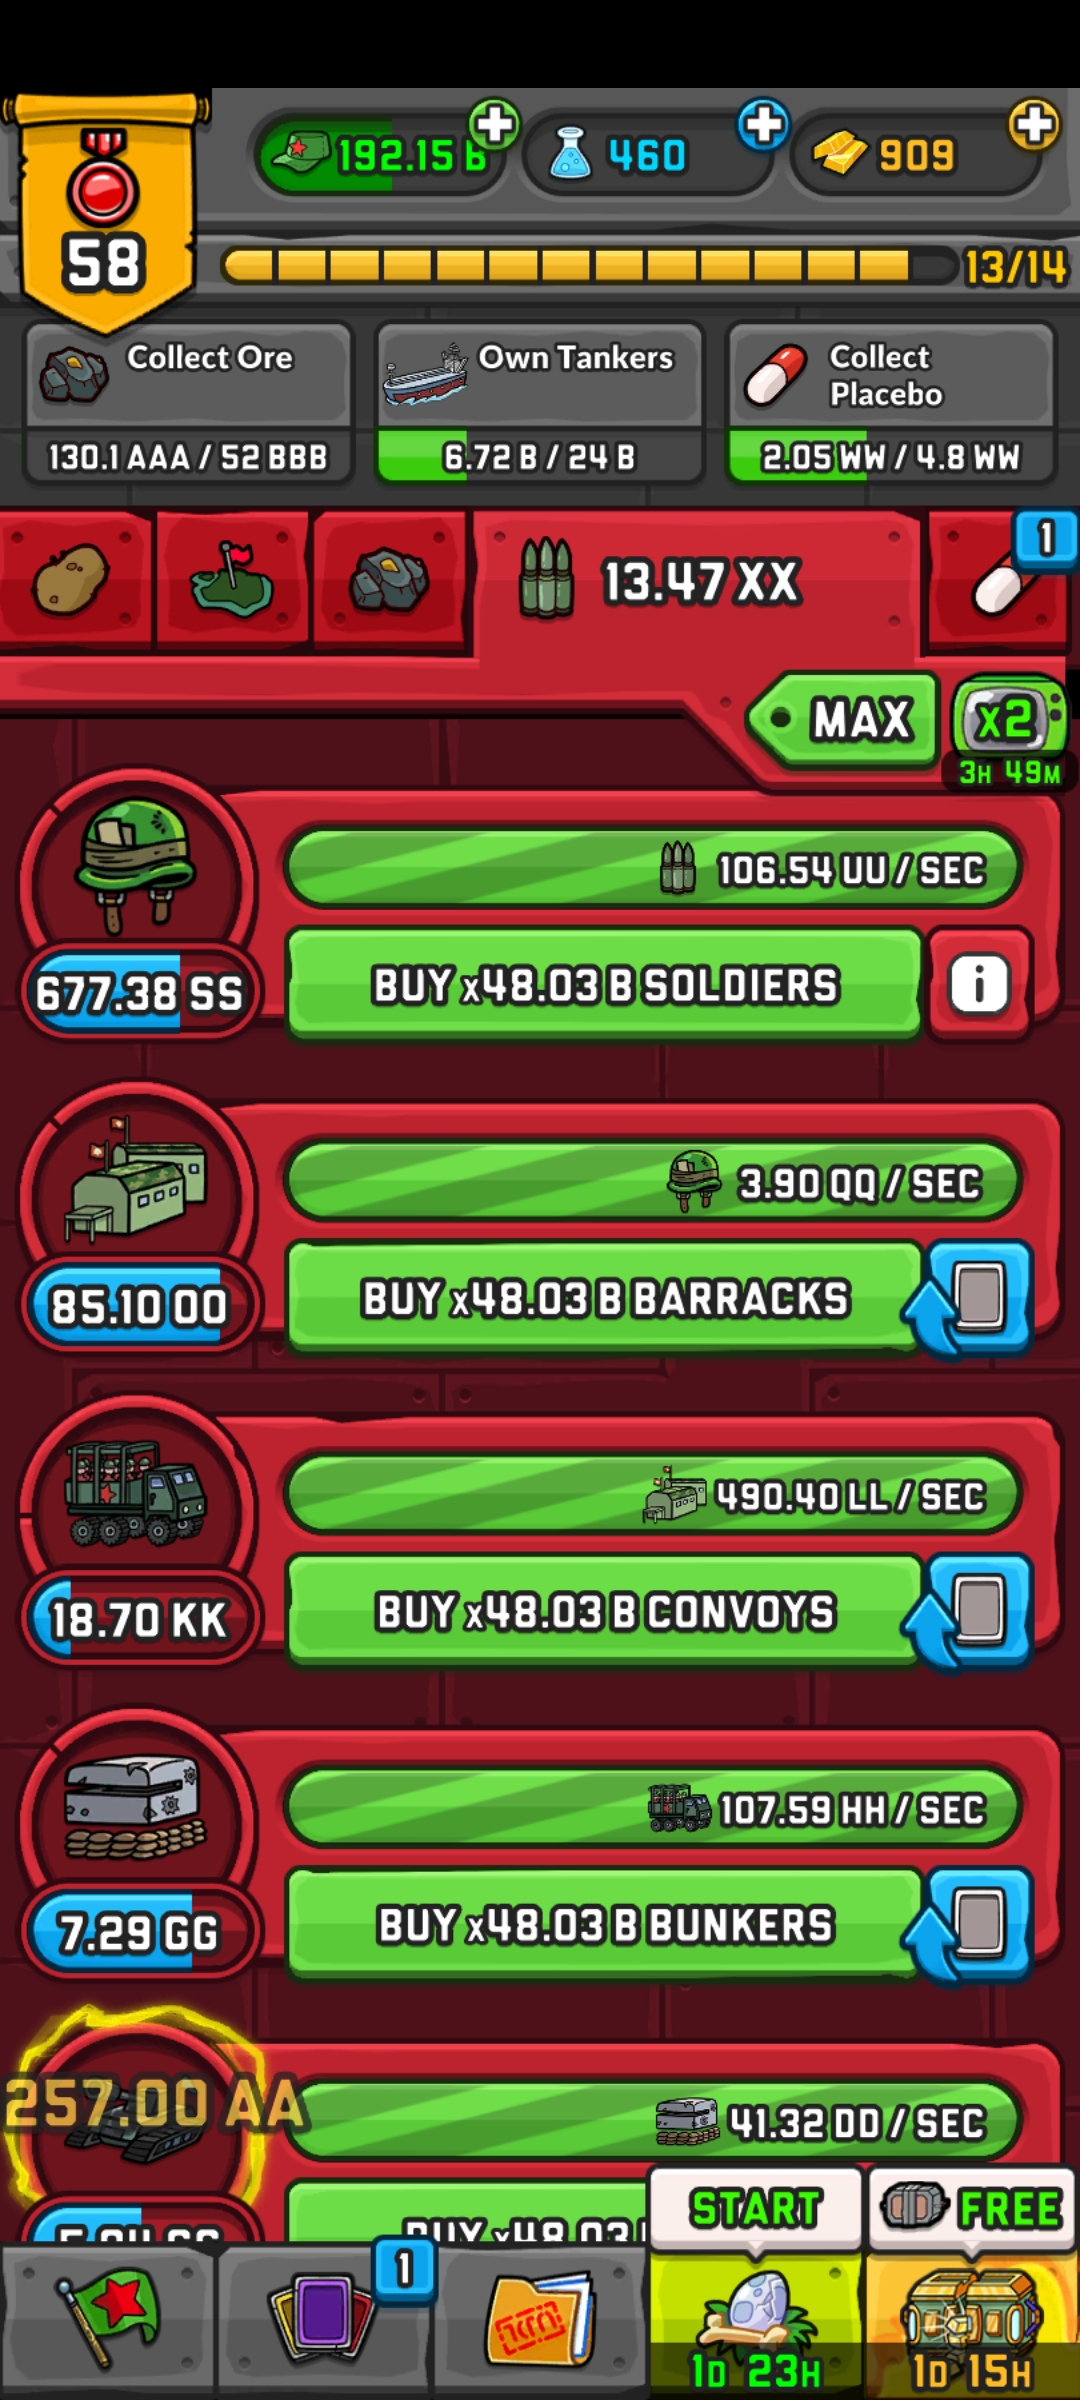 58
192.15 B
460
909
13/14
Collect Ore
130.1 AAA / 52 BBB
Own Tankers
6.72 B / 24 B
Collect
Placebo
2.05 WW / 4.8 WW
13.47 XX
1
MAX
x2
3H 49M
106.54 UU / SEC
677.38 SS
BUY x48.03 B SOLDIERS
i
3.90 QQ / SEC
85.10 OO
BUY x48.03 B BARRACKS
490.40 LL / SEC
18.70 KK
BUY x48.03 B CONVOYS
107.59 HH / SEC
7.29 GG
BUY x48.03 B BUNKERS
257.00 AA
41.32 DD / SEC
BUY x48.03
START
FREE
1
1D 23H
1D 15H